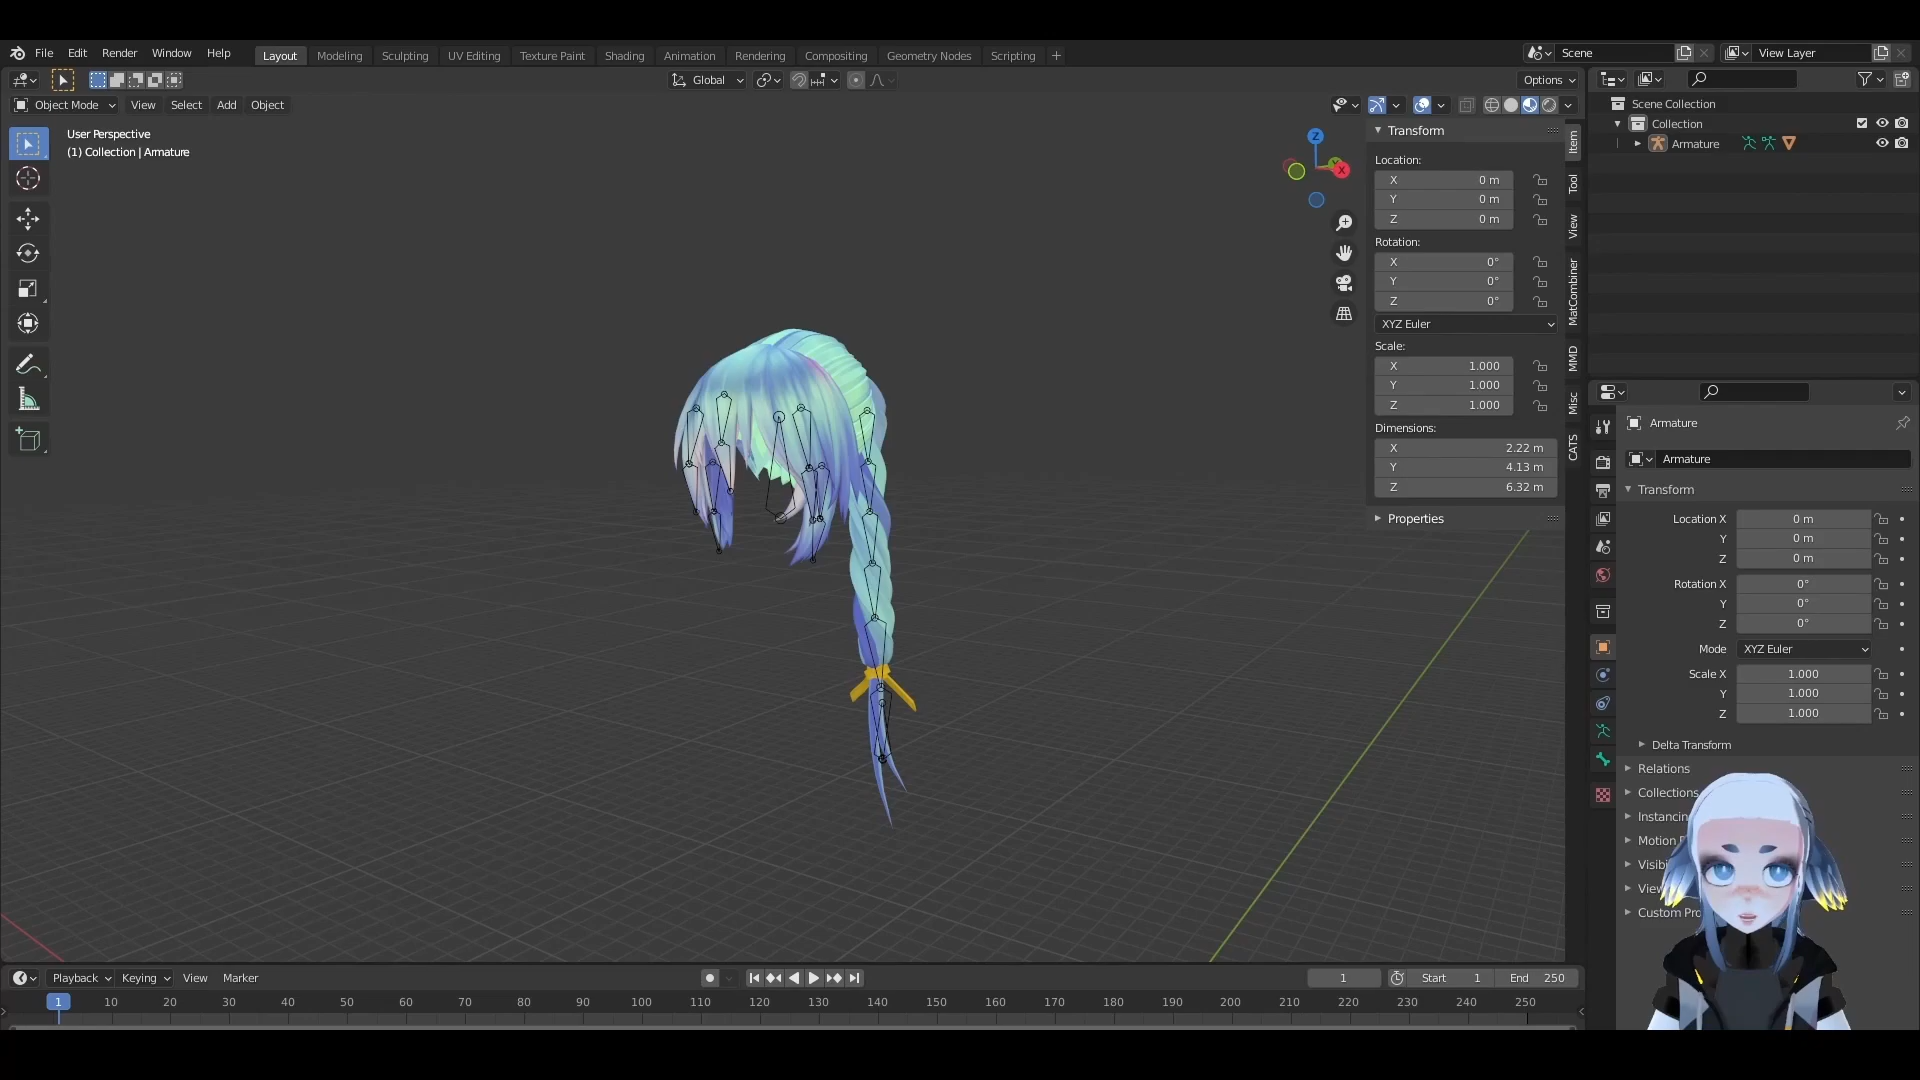 File Edit Render Window Help Layout Modeling Sculpting UV Editing Texture Paint Shading Animation Rendering Compositing Geometry Nodes Scripting + Scene View Layer
Global Options
Object Mode View Select Add Object
User Perspective
(1) Collection | Armature
Z
Y
X
Transform
Location:
X 0 m
Y 0 m
Z 0 m
Rotation:
X 0°
Y 0°
Z 0°
XYZ Euler
Scale:
X 1.000
Y 1.000
Z 1.000
Dimensions:
X 2.22 m
Y 4.13 m
Z 6.32 m
Properties
Item
Tool
View
MatCombiner
MMD
Misc
CATS
Scene Collection
Collection
Armature
Armature
Armature
Transform
Location X 0 m
Y 0 m
Z 0 m
Rotation X 0°
Y 0°
Z 0°
Mode XYZ Euler
Scale X 1.000
Y 1.000
Z 1.000
Delta Transform
Relations
Collections
Instancin
Motion
Visibi
View
Custom Pro
Playback Keying View Marker 1 Start 1 End 250
1 10 20 30 40 50 60 70 80 90 100 110 120 130 140 150 160 170 180 190 200 210 220 230 240 250